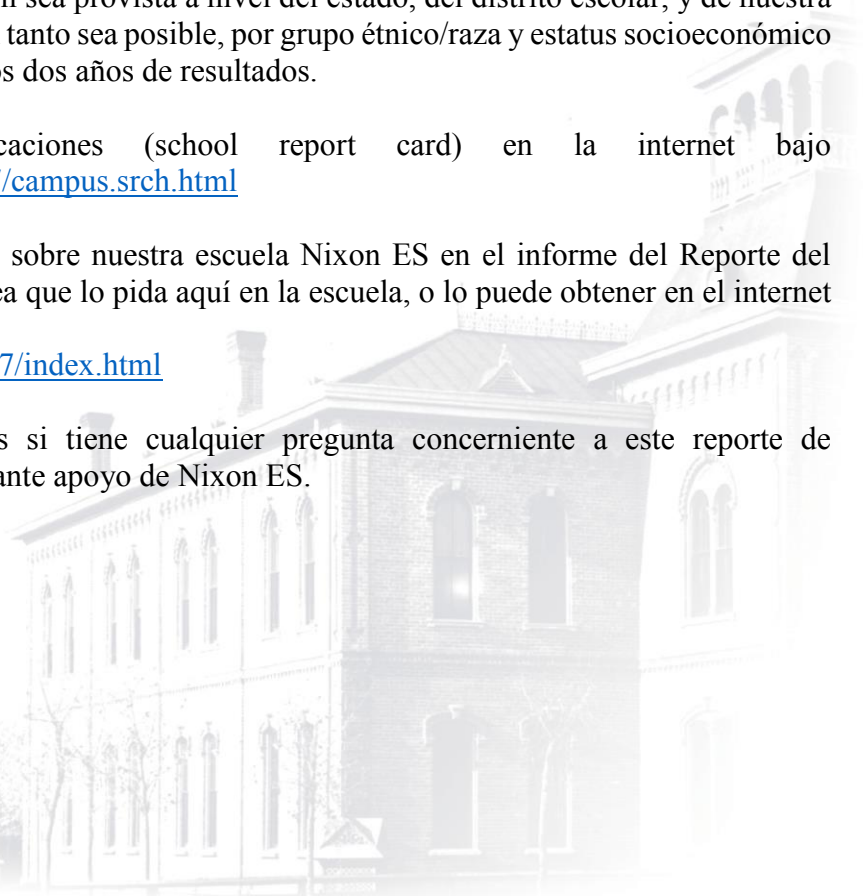 sea provista a nivel del estado, del distrito escolar, y de nuestra
tanto sea posible, por grupo étnico/raza y estatus socioeconómico
os dos años de resultados.
caciones (school report card) en la internet bajo
/campus.srch.html
sobre nuestra escuela Nixon ES en el informe del Reporte del
ea que lo pida aquí en la escuela, o lo puede obtener en el internet
7/index.html
s si tiene cualquier pregunta concerniente a este reporte de
ante apoyo de Nixon ES.